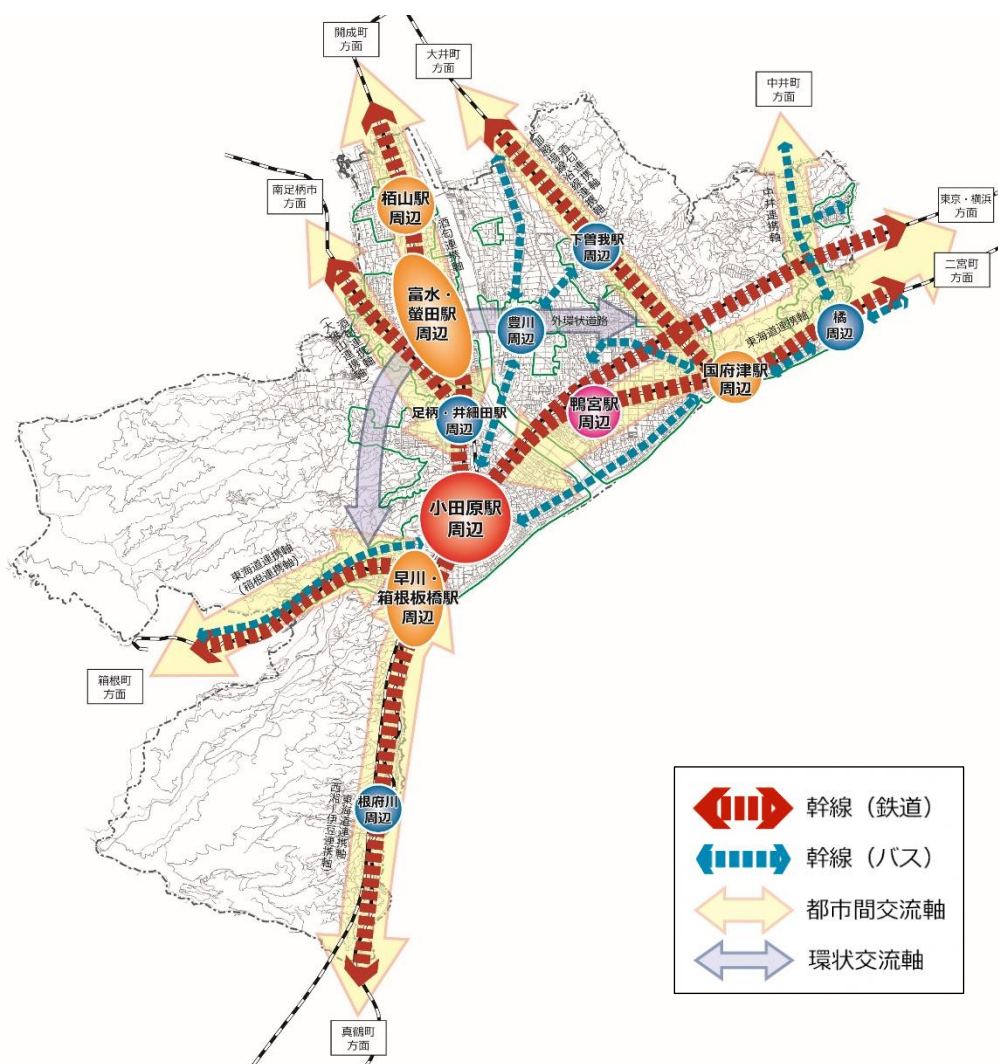 開成町
方面
大井町
方面
中井町
方面
南足柄市
方面
東京・横浜
方面
二宮町
方面
栢山駅
周辺
酒匂連携軸
富水・
螢田駅
周辺
下曽我駅
周辺
中井連携軸
豊川
周辺
外環状道路
東海道連携軸
橘
周辺
国府津駅
周辺
鴨宮駅
周辺
足柄・井細田駅
周辺
小田原駅
周辺
東海道連携軸
(箱根連携軸)
早川・
箱根板橋駅
周辺
箱根町
方面
根府川
周辺
東海道連携軸
(西湘ー伊豆連携軸)
真鶴町
方面
幹線（鉄道）
幹線（バス）
都市間交流軸
環状交流軸